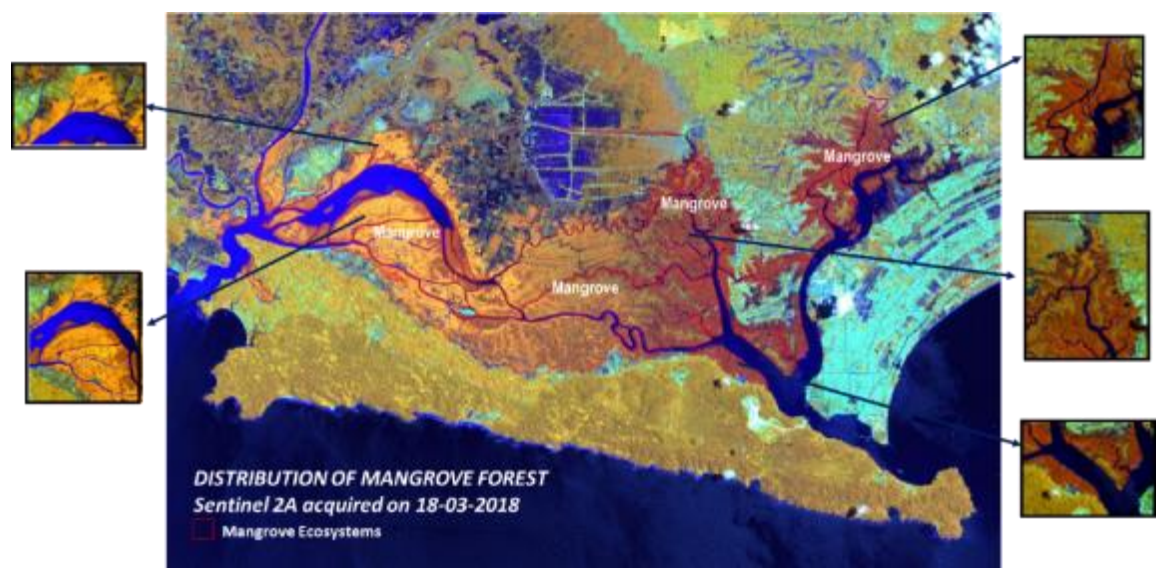 Mangrove
Mangrove
Mangrove
Mangrove
DISTRIBUTION OF MANGROVE FOREST
Sentinel 2A acquired on 18-03-2018
Mangrove Ecosystems